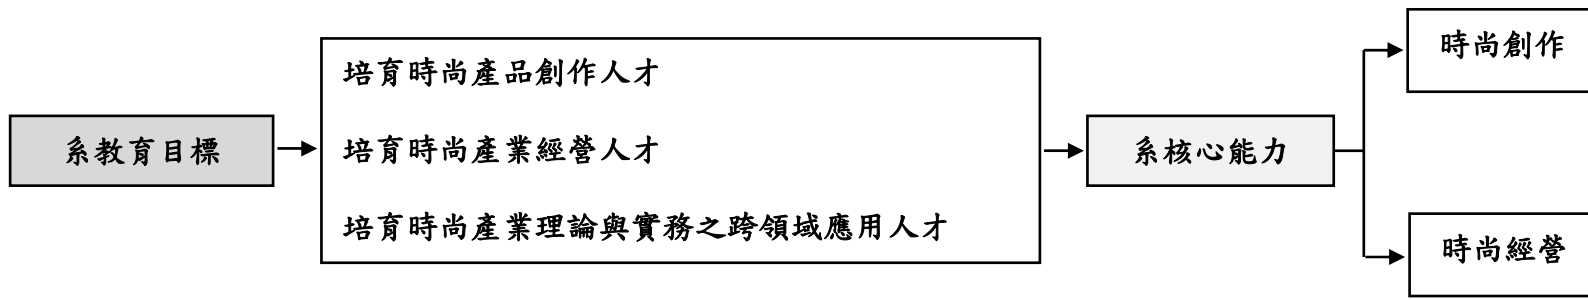 系教育目標
培育時尚產品創作人才
培育時尚產業經營人才
培育時尚產業理論與實務之跨領域應用人才
系核心能力
時尚創作
時尚經營